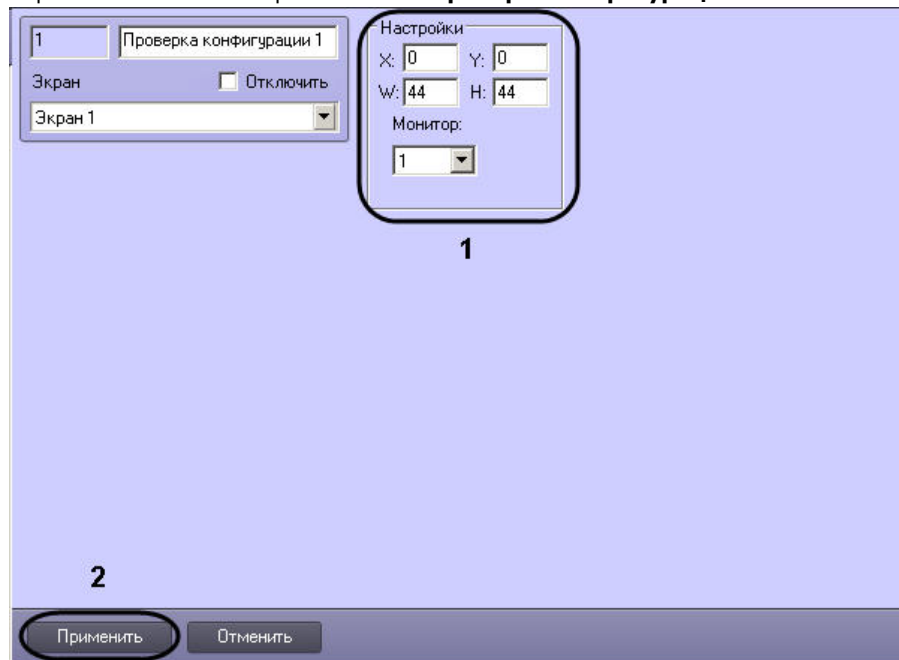 1
Проверка конфигурации 1
Экран
Отключить
Экран 1
Настройки
X: 0 Y: 0
W: 44 H: 44
Монитор:
1
1
2
Применить
Отменить